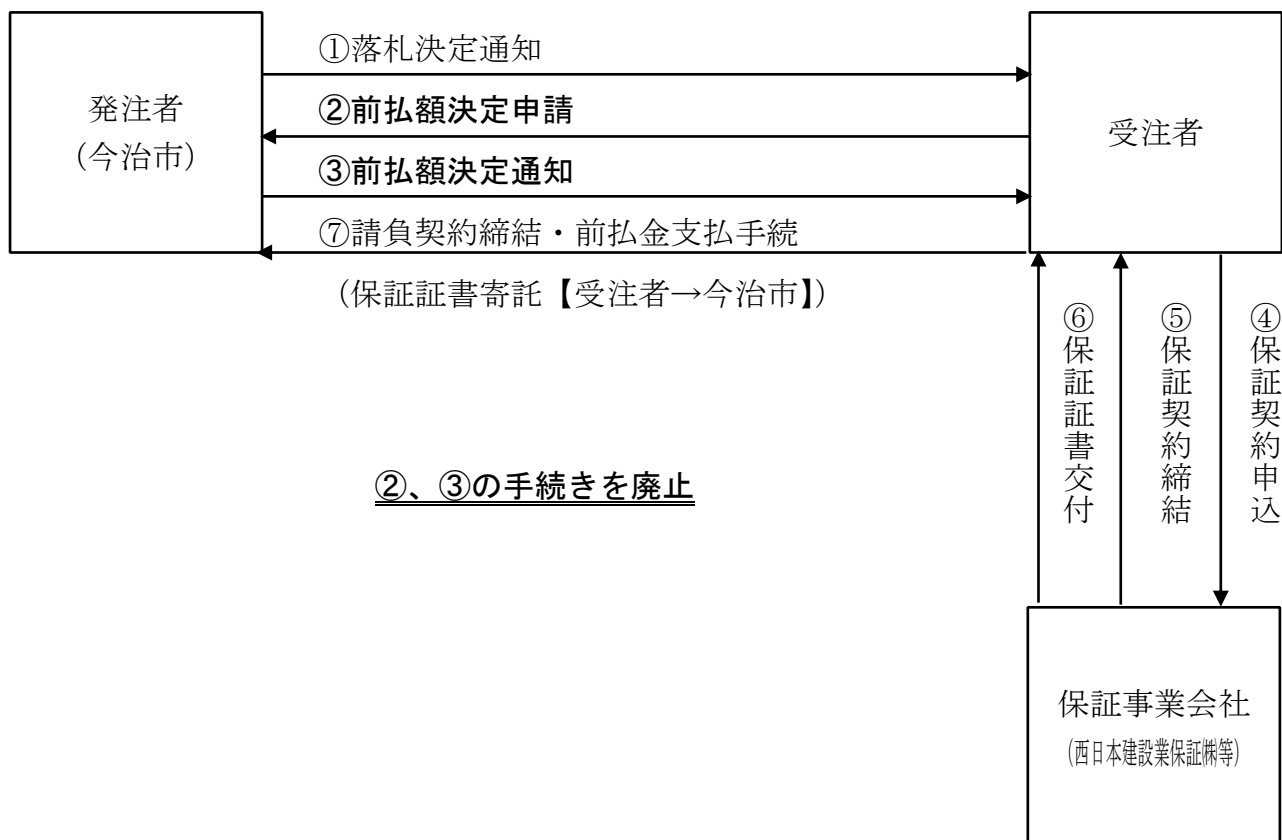 ①落札決定通知
②前払額決定申請
発注者
(今治市)
受注者
③前払額決定通知
⑦請負契約締結・前払金支払手続
(保証証書寄託【受注者→今治市】)
⑥保証証書交付
⑤保証契約締結
④保証契約申込
②、③の手続きを廃止
保証事業会社
(西日本建設業保証㈱等)